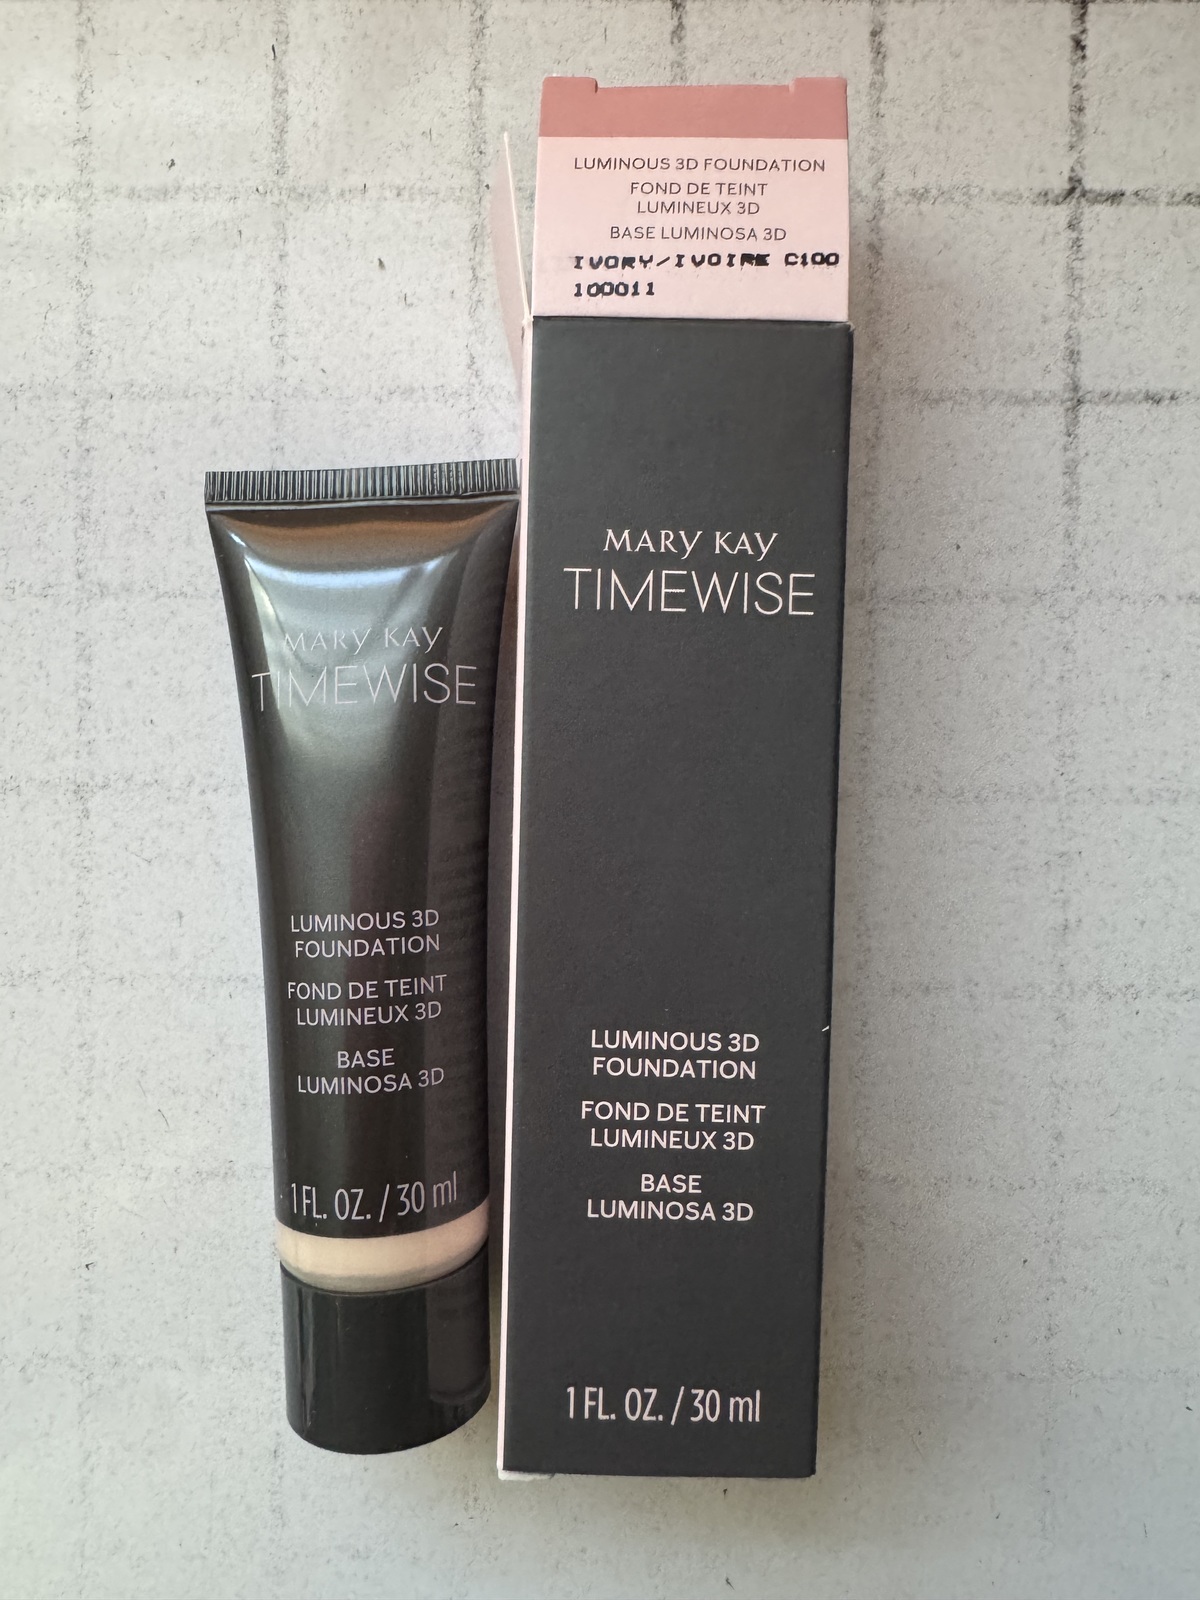 LUMINOUS 3D FOUNDATION
FOND DE TEINT
LUMINEUX 3D
BASE LUMINOSA 3D
IVORY/IVOIRE C100
100011
MARY KAY
TIMEWISE
LUMINOUS 3D
FOUNDATION
FOND DE TEINT
LUMINEUX 3D
BASE
LUMINOSA 3D
1 FL. OZ. / 30 ml
MARY KAY
TIMEWISE
LUMINOUS 3D
FOUNDATION
FOND DE TEINT
LUMINEUX 3D
BASE
LUMINOSA 3D
1 FL. OZ. / 30 ml